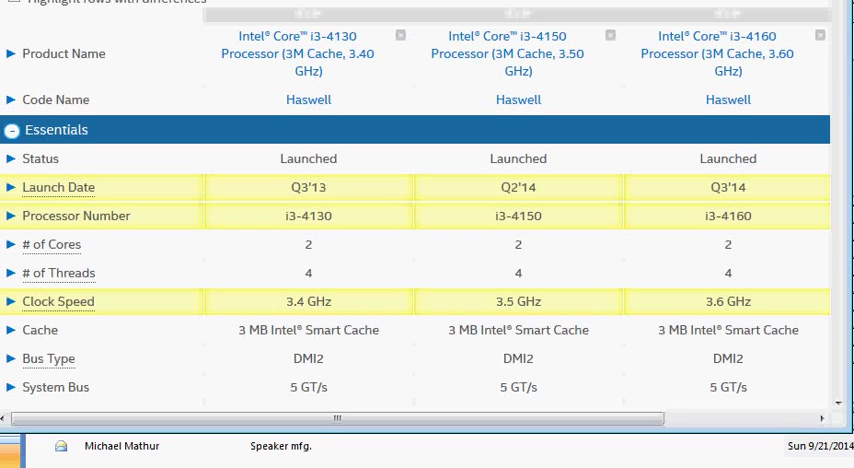 Highlight rows with differences
Product Name
Intel® Core™ i3-4130 Processor (3M Cache, 3.40 GHz)
Intel® Core™ i3-4150 Processor (3M Cache, 3.50 GHz)
Intel® Core™ i3-4160 Processor (3M Cache, 3.60 GHz)
Code Name Haswell Haswell Haswell
Essentials
Status Launched Launched Launched
Launch Date Q3'13 Q2'14 Q3'14
Processor Number i3-4130 i3-4150 i3-4160
# of Cores 2 2 2
# of Threads 4 4 4
Clock Speed 3.4 GHz 3.5 GHz 3.6 GHz
Cache 3 MB Intel® Smart Cache 3 MB Intel® Smart Cache 3 MB Intel® Smart Cache
Bus Type DMI2 DMI2 DMI2
System Bus 5 GT/s 5 GT/s 5 GT/s
Michael Mathur Speaker mfg. Sun 9/21/2014